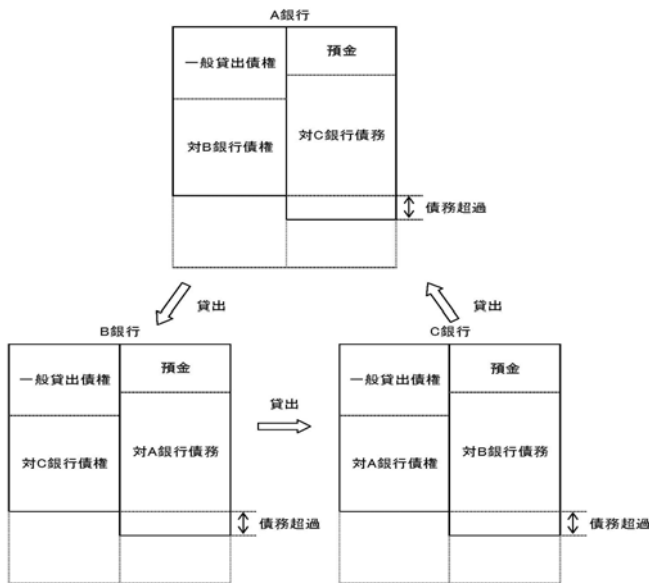 A銀行
一般貸出債権
預金
対B銀行債権
対C銀行債務
債務超過
貸出
貸出
B銀行
一般貸出債権
預金
対C銀行債権
対A銀行債務
債務超過
貸出
C銀行
一般貸出債権
預金
対A銀行債権
対B銀行債務
債務超過